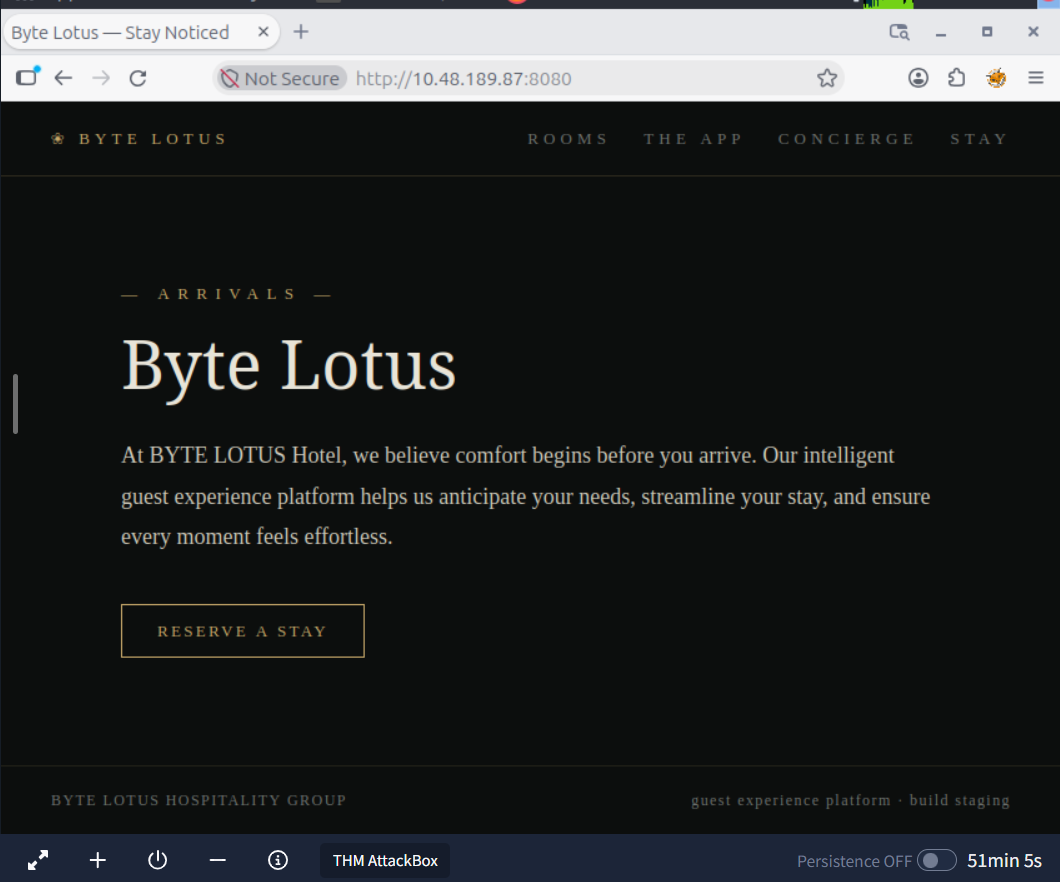 Byte Lotus — Stay Noticed
Not Secure http://10.48.189.87:8080
BYTE LOTUS ROOMS THE APP CONCIERGE STAY
— ARRIVALS —
Byte Lotus
At BYTE LOTUS Hotel, we believe comfort begins before you arrive. Our intelligent
guest experience platform helps us anticipate your needs, streamline your stay, and ensure
every moment feels effortless.
RESERVE A STAY
BYTE LOTUS HOSPITALITY GROUP guest experience platform · build staging
THM AttackBox Persistence OFF 51min 5s